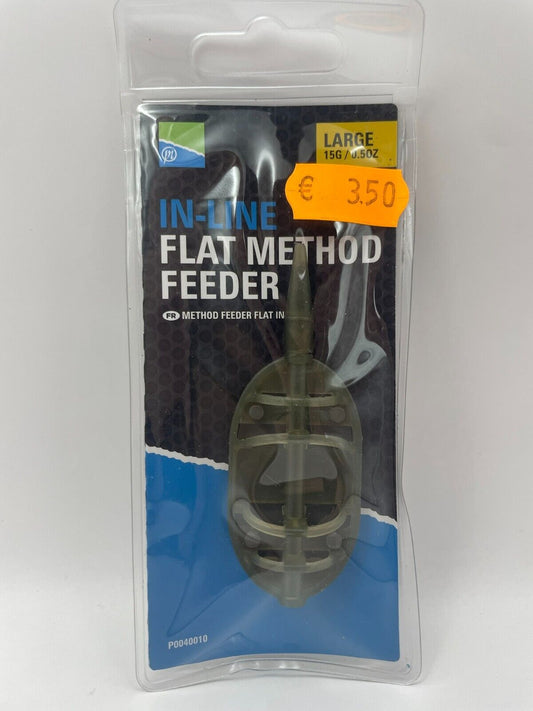 LARGE
15G / 0.5OZ
€ 3.50
IN-LINE
FLAT METHOD
FEEDER
FR METHOD FEEDER FLAT IN
P0040010